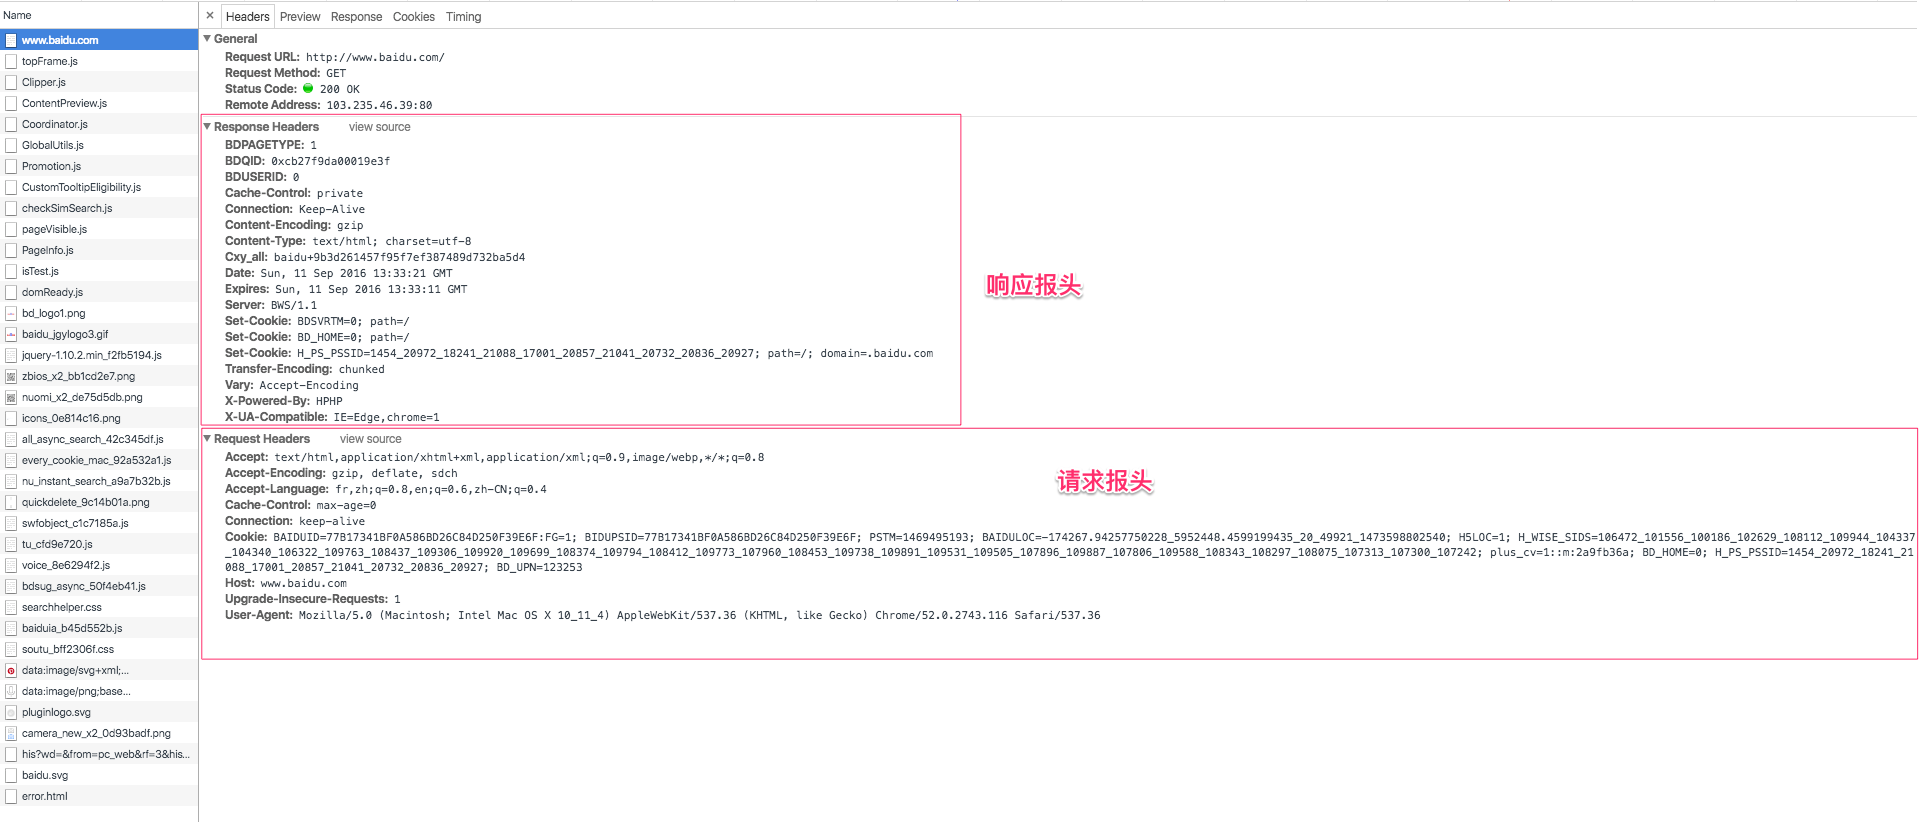 Name
www.baidu.com
topFrame.js
Clipper.js
ContentPreview.js
Coordinator.js
GlobalUtils.js
Promotion.js
CustomTooltipEligibility.js
checkSimSearch.js
pageVisible.js
PageInfo.js
isTest.js
domReady.js
bd_logo1.png
baidu_jgylogo3.gif
jquery-1.10.2.min_f2fb5194.js
zbios_x2_bb1cd2e7.png
nuomi_x2_de75d5db.png
icons_0e814c16.png
all_async_search_42c345df.js
every_cookie_mac_92a532a1.js
nu_instant_search_a9a7b32b.js
quickdelete_9c14b01a.png
swfobject_c1c7185a.js
tu_cfd9e720.js
voice_8e6294f2.js
bdsug_async_50f4eb41.js
searchhelper.css
baiduia_b45d552b.js
soutu_bff2306f.css
data:image/svg+xml;...
data:image/png;base...
pluginlogo.svg
camera_new_x2_0d93badf.png
his?wd=&from=pc_web&rf=3&his...
baidu.svg
error.html
× Headers Preview Response Cookies Timing
General
Request URL: http://www.baidu.com/
Request Method: GET
Status Code: 200 OK
Remote Address: 103.235.46.39:80
Response Headers view source
BDPAGETYPE: 1
BDQID: 0xcb27f9da00019e3f
BDUSERID: 0
Cache-Control: private
Connection: Keep-Alive
Content-Encoding: gzip
Content-Type: text/html; charset=utf-8
Cxy_all: baidu+9b3d261457f95f7ef387489d732ba5d4
Date: Sun, 11 Sep 2016 13:33:21 GMT
Expires: Sun, 11 Sep 2016 13:33:11 GMT
Server: BWS/1.1
Set-Cookie: BDSVRTM=0; path=/
Set-Cookie: BD_HOME=0; path=/
Set-Cookie: H_PS_PSSID=1454_20972_18241_21088_17001_20857_21041_20732_20836_20927; path=/; domain=.baidu.com
Transfer-Encoding: chunked
Vary: Accept-Encoding
X-Powered-By: HPHP
X-UA-Compatible: IE=Edge,chrome=1
响应报头
Request Headers view source
Accept: text/html,application/xhtml+xml,application/xml;q=0.9,image/webp,*/*;q=0.8
Accept-Encoding: gzip, deflate, sdch
Accept-Language: fr,zh;q=0.8,en;q=0.6,zh-CN;q=0.4
Cache-Control: max-age=0
Connection: keep-alive
Cookie: BAIDUID=77B17341BF0A586BD26C84D250F39E6F:FG=1; BIDUPSID=77B17341BF0A586BD26C84D250F39E6F; PSTM=1469495193; BAIDULOC=-174267.94257750228_5952448.4599199435_20_49921_1473598802540; H5LOC=1; H_WISE_SIDS=106472_101556_100186_102629_108112_109944_104337
_104340_106322_109763_108437_109306_109920_109699_108374_109794_108412_109773_107960_108453_109738_109891_109531_109505_107896_109887_107806_109588_108343_108297_108075_107313_107300_107242; plus_cv=1::m:2a9fb36a; BD_HOME=0; H_PS_PSSID=1454_20972_18241_21
088_17001_20857_21041_20732_20836_20927; BD_UPN=123253
Host: www.baidu.com
Upgrade-Insecure-Requests: 1
User-Agent: Mozilla/5.0 (Macintosh; Intel Mac OS X 10_11_4) AppleWebKit/537.36 (KHTML, like Gecko) Chrome/52.0.2743.116 Safari/537.36
请求报头